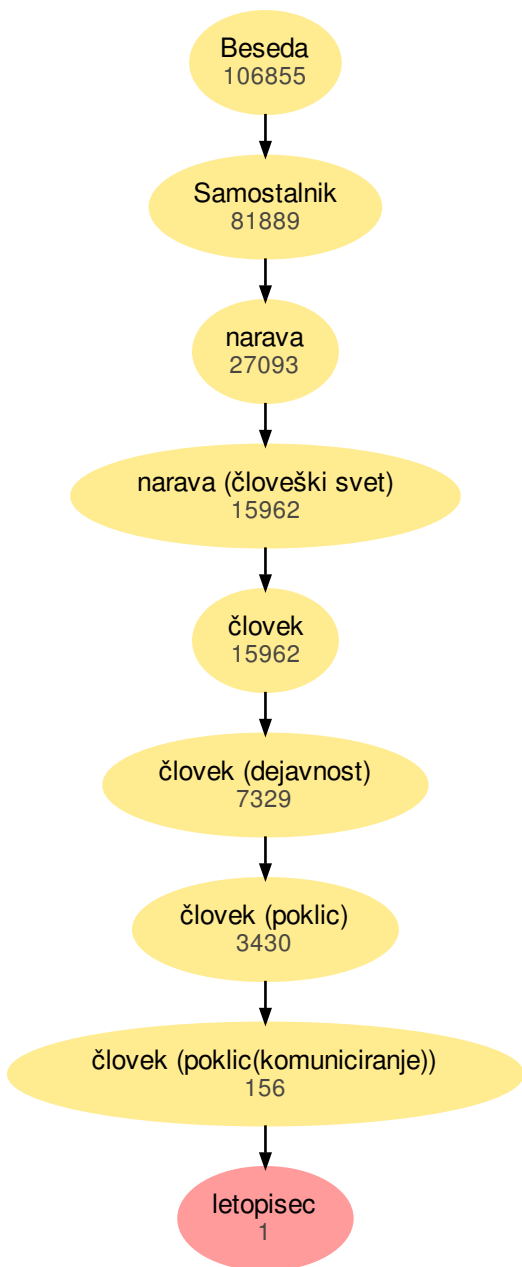 Beseda
106855
Samostalnik
81889
narava
27093
narava (človeški svet)
15962
človek
15962
človek (dejavnost)
7329
človek (poklic)
3430
človek (poklic(komuniciranje))
156
letopisec
1